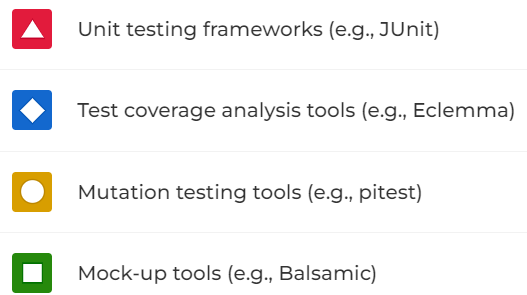 Unit testing frameworks (e.g., JUnit)
Test coverage analysis tools (e.g., Eclemma)
Mutation testing tools (e.g., pitest)
Mock-up tools (e.g., Balsamic)